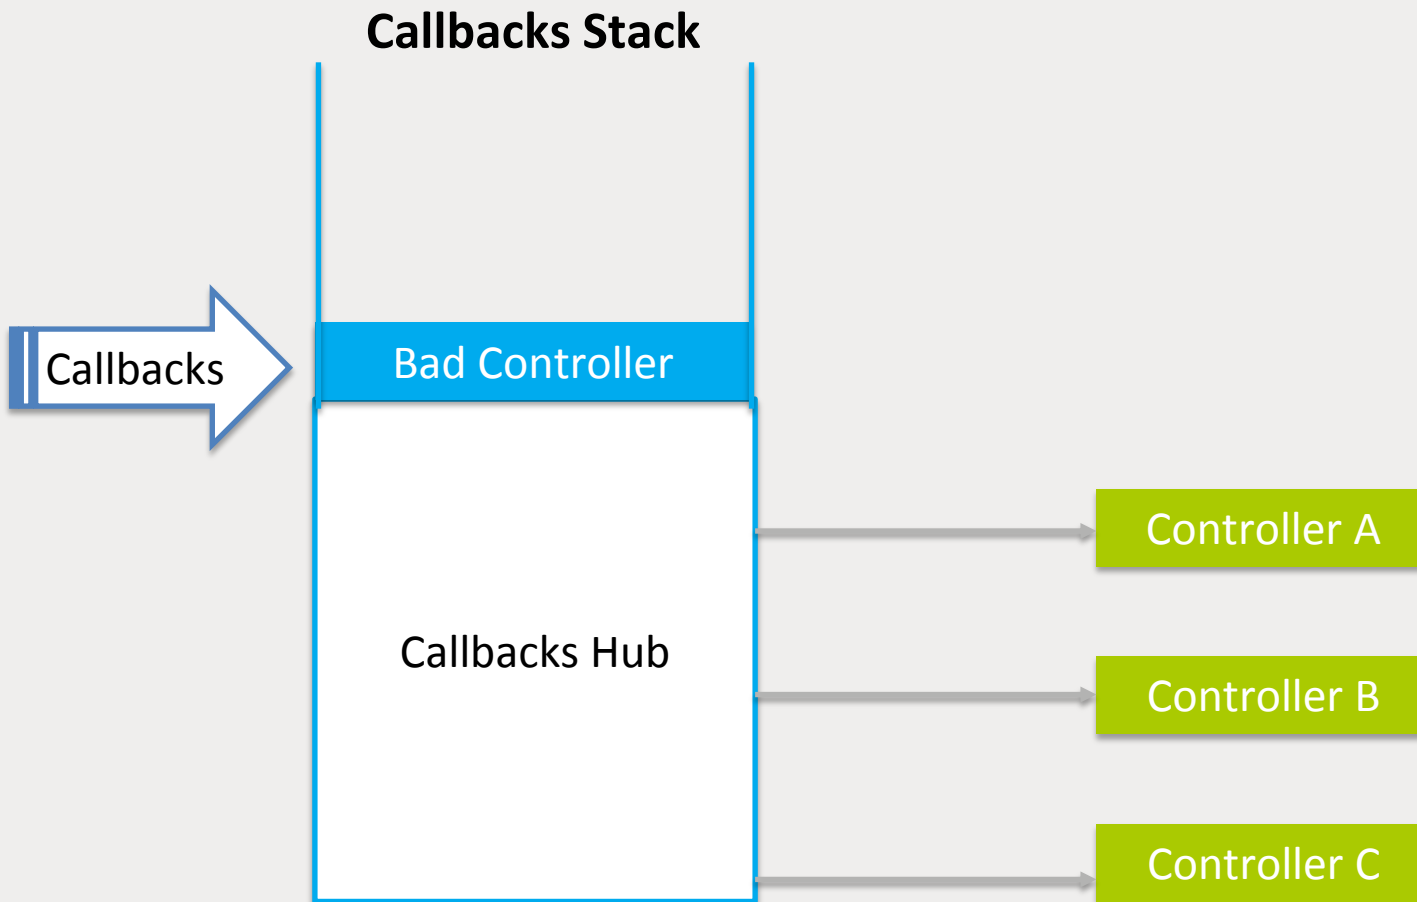 Callbacks Stack
Callbacks
Bad Controller
Controller A
Callbacks Hub
Controller B
Controller C